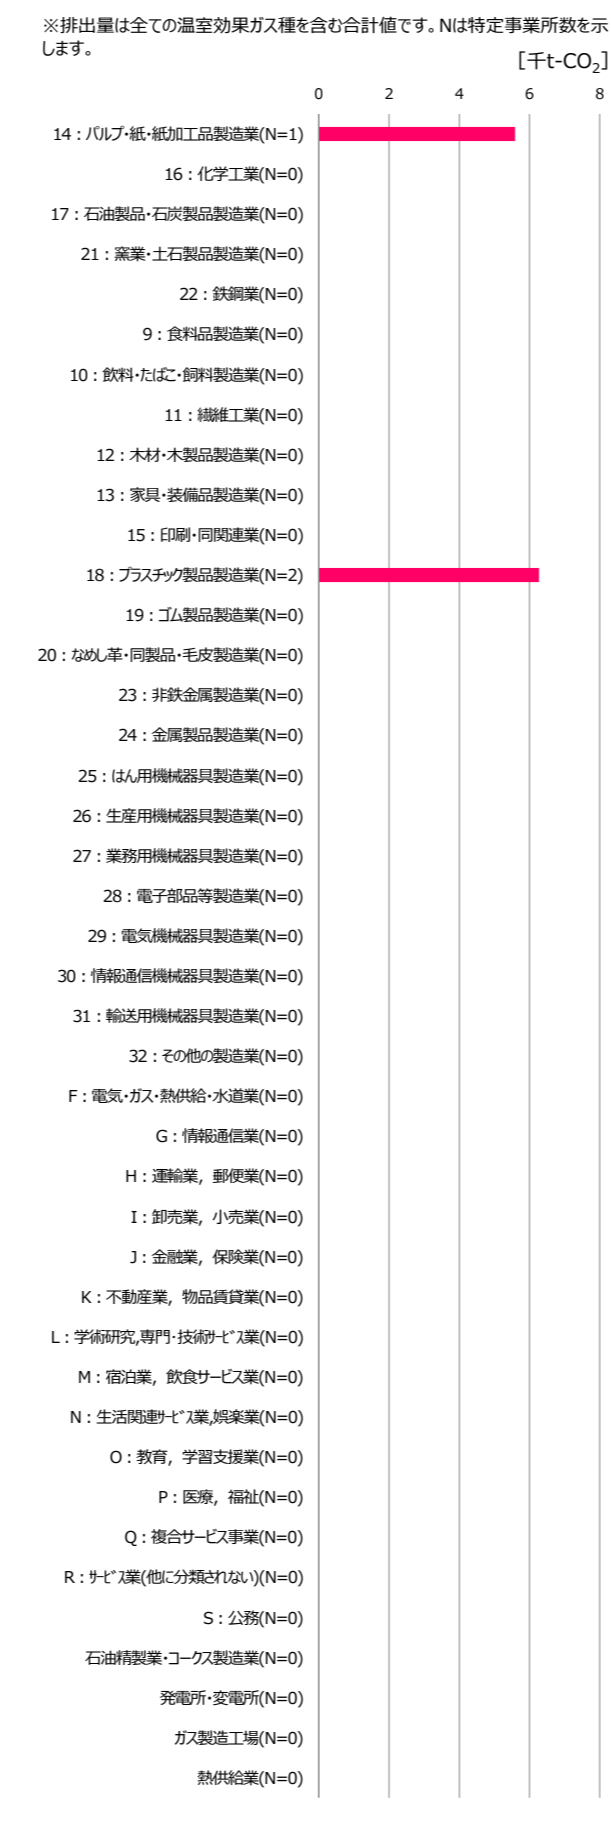 ※排出量は全ての温室効果ガス種を含む合計値です。Nは特定事業所数を示
します。
[千t-CO₂]
0 2 4 6 8
14：パルプ・紙・紙加工品製造業(N=1)
16：化学工業(N=0)
17：石油製品・石炭製品製造業(N=0)
21：窯業・土石製品製造業(N=0)
22：鉄鋼業(N=0)
9：食料品製造業(N=0)
10：飲料・たばこ・飼料製造業(N=0)
11：繊維工業(N=0)
12：木材・木製品製造業(N=0)
13：家具・装備品製造業(N=0)
15：印刷・同関連業(N=0)
18：プラスチック製品製造業(N=2)
19：ゴム製品製造業(N=0)
20：なめし革・同製品・毛皮製造業(N=0)
23：非鉄金属製造業(N=0)
24：金属製品製造業(N=0)
25：はん用機械器具製造業(N=0)
26：生産用機械器具製造業(N=0)
27：業務用機械器具製造業(N=0)
28：電子部品等製造業(N=0)
29：電気機械器具製造業(N=0)
30：情報通信機械器具製造業(N=0)
31：輸送用機械器具製造業(N=0)
32：その他の製造業(N=0)
F：電気・ガス・熱供給・水道業(N=0)
G：情報通信業(N=0)
H：運輸業，郵便業(N=0)
I：卸売業，小売業(N=0)
J：金融業，保険業(N=0)
K：不動産業，物品賃貸業(N=0)
L：学術研究,専門・技術ｻｰﾋﾞｽ業(N=0)
M：宿泊業，飲食サービス業(N=0)
N：生活関連ｻｰﾋﾞｽ業,娯楽業(N=0)
O：教育，学習支援業(N=0)
P：医療，福祉(N=0)
Q：複合サービス事業(N=0)
R：ｻｰﾋﾞｽ業(他に分類されない)(N=0)
S：公務(N=0)
石油精製業・コークス製造業(N=0)
発電所・変電所(N=0)
ガス製造工場(N=0)
熱供給業(N=0)